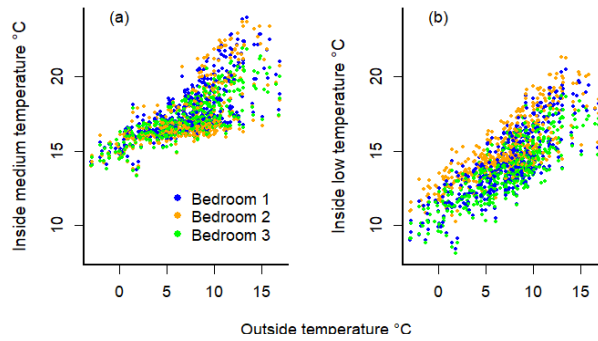 (a)
(b)
Inside medium temperature °C
20
15
10
Bedroom 1
Bedroom 2
Bedroom 3
0 5 10 15
Inside low temperature °C
20
15
10
0 5 10 15
Outside temperature °C